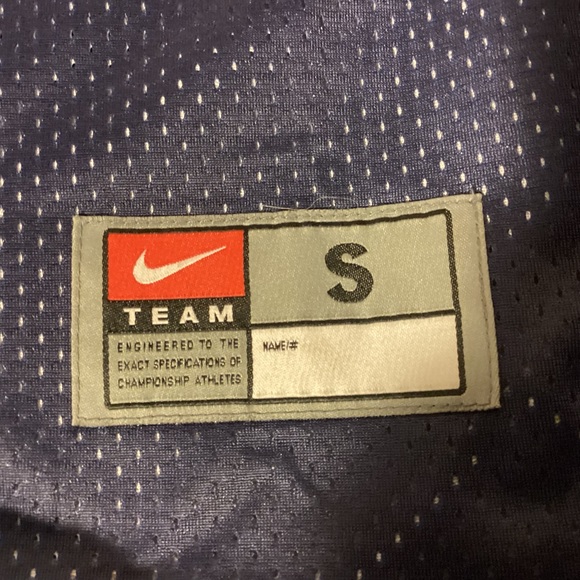 S
TEAM
ENGINEERED TO THE
EXACT SPECIFICATIONS OF
CHAMPIONSHIP ATHLETES
NAME/#